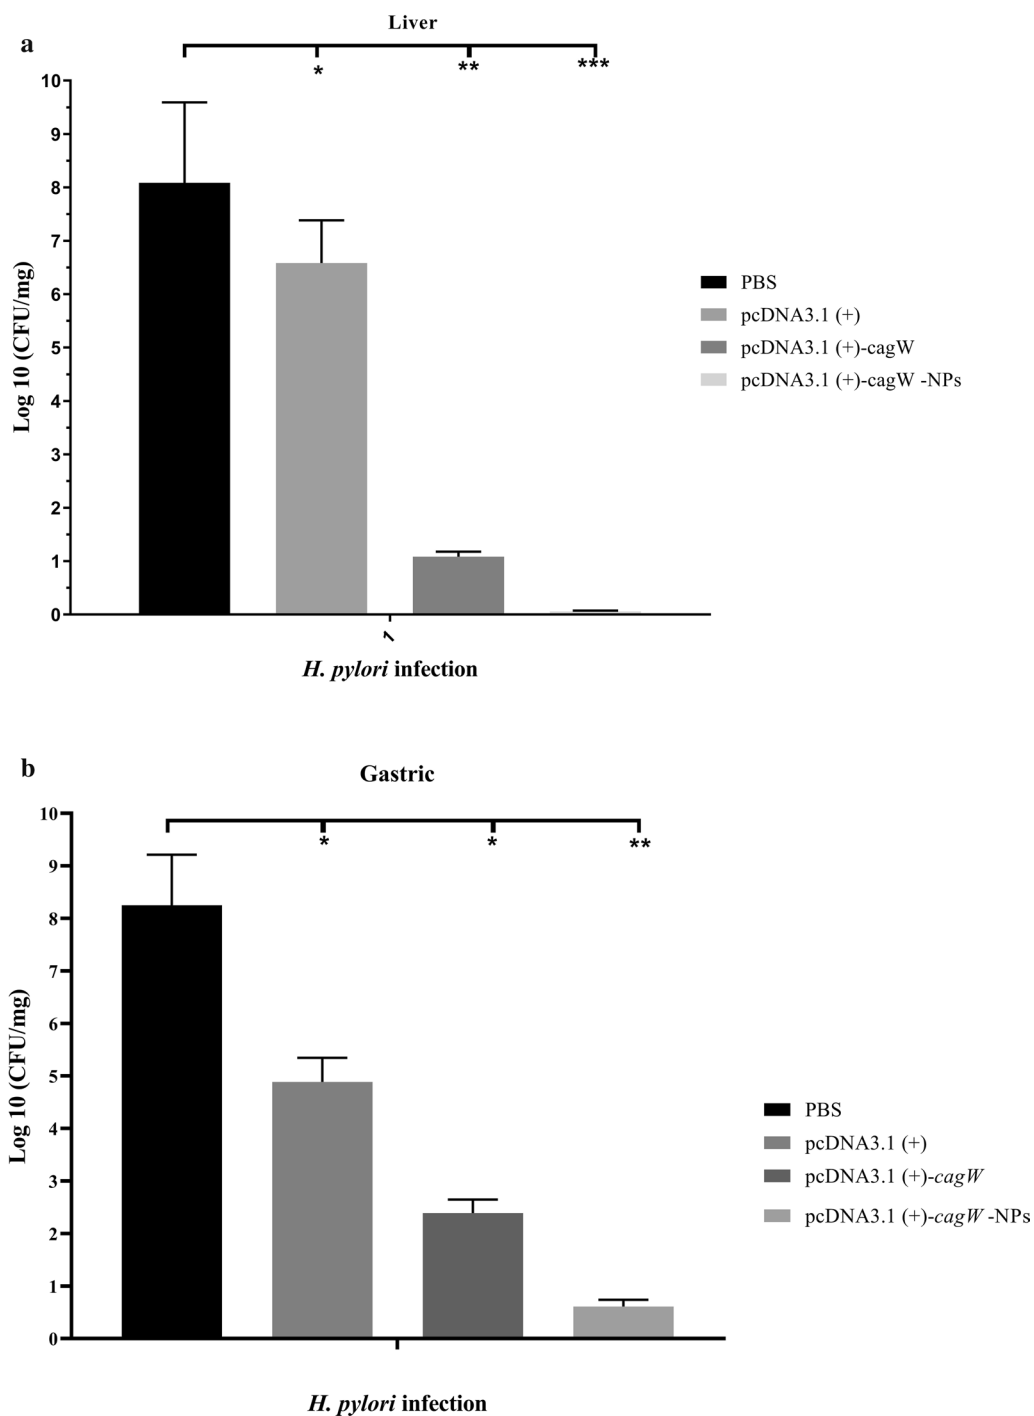 a
Liver
* ** ***
10
9
8
7
6
5
4
3
2
1
0
Log 10 (CFU/mg)
PBS
pcDNA3.1 (+)
pcDNA3.1 (+)-cagW
pcDNA3.1 (+)-cagW -NPs
1
H. pylori infection
b
Gastric
* * **
10
9
8
7
6
5
4
3
2
1
0
Log 10 (CFU/mg)
PBS
pcDNA3.1 (+)
pcDNA3.1 (+)-cagW
pcDNA3.1 (+)-cagW -NPs
H. pylori infection